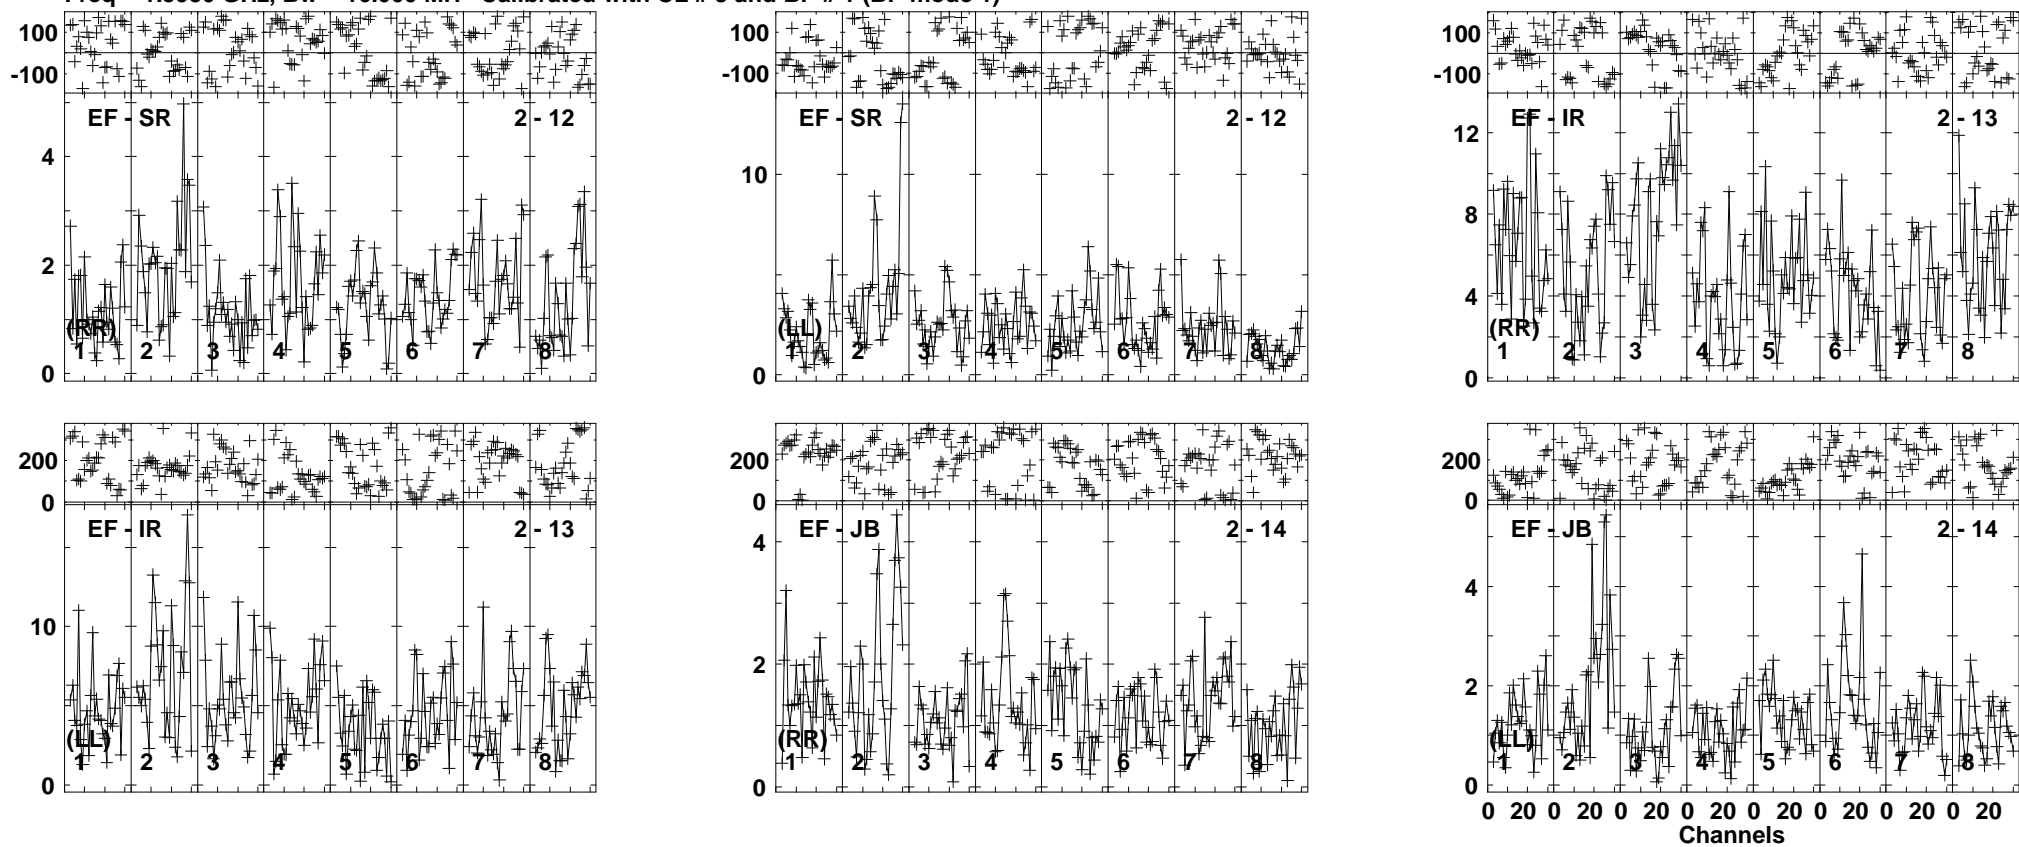 100 100 100
-100 -100 -100
EF - SR 2 - 12 EF - SR 2 - 12 EF - IR 2 - 13
4 10 12
2 8
4
(RR) (LL) (RR)
1 2 3 4 5 6 7 8 1 2 3 4 5 6 7 8 1 2 3 4 5 6 7 8
0 0 0
200 200 200
0 0 0
EF - IR 2 - 13 EF - JB 2 - 14 EF - JB 2 - 14
10 4 4
2 2
(LL) (RR) (LL)
1 2 3 4 5 6 7 8 1 2 3 4 5 6 7 8 1 2 3 4 5 6 7 8
0 0 0
0 20 0 20 0 20 0 20 0 20 0 20 0 20 0 20
Channels